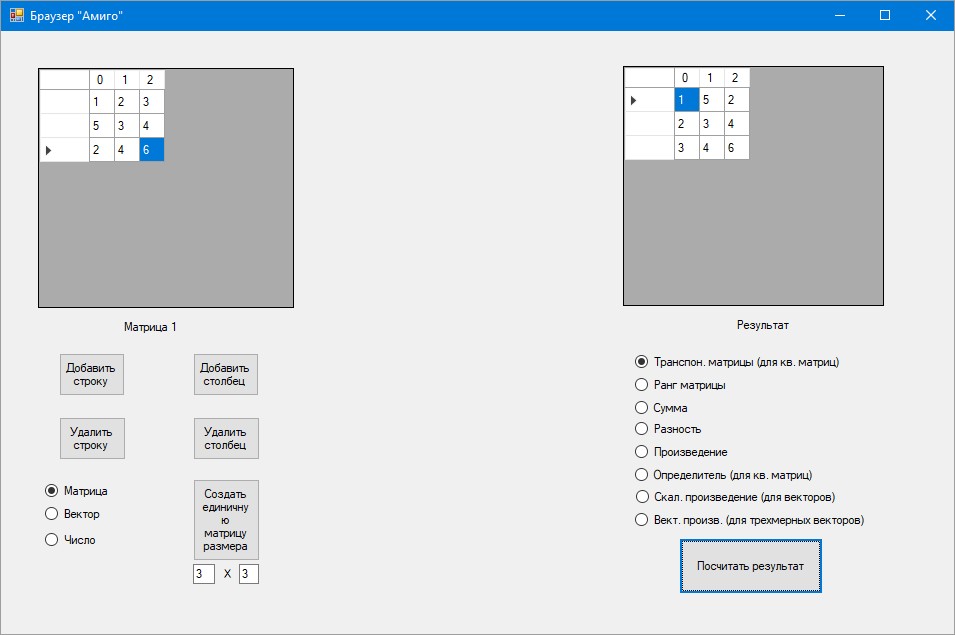 Браузер "Амиго"
0 1 2
1 2 3
5 3 4
2 4 6
Матрица 1
Добавить
строку
Добавить
столбец
Удалить
строку
Удалить
столбец
Матрица
Вектор
Число
Создать
единичну
ю
матрицу
размера
3 X 3
0 1 2
1 5 2
2 3 4
3 4 6
Результат
Транспон. матрицы (для кв. матриц)
Ранг матрицы
Сумма
Разность
Произведение
Определитель (для кв. матриц)
Скал. произведение (для векторов)
Вект. произв. (для трехмерных векторов)
Посчитать результат